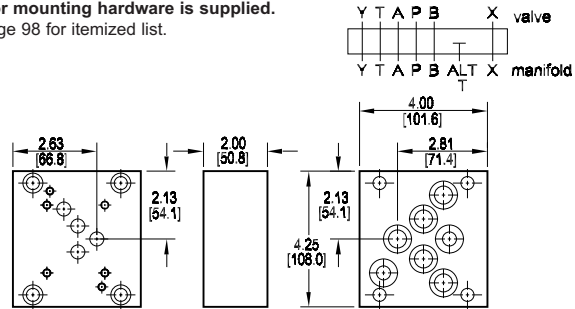 or mounting hardware is supplied.
ge 98 for itemized list.
Y T A P B X valve
T
Y T A P B ALT X manifold
T
4.00
[101.6]
2.63
[66.8]
2.00
[50.8]
2.81
[71.4]
2.13
[54.1]
2.13
[54.1]
4.25
[108.0]